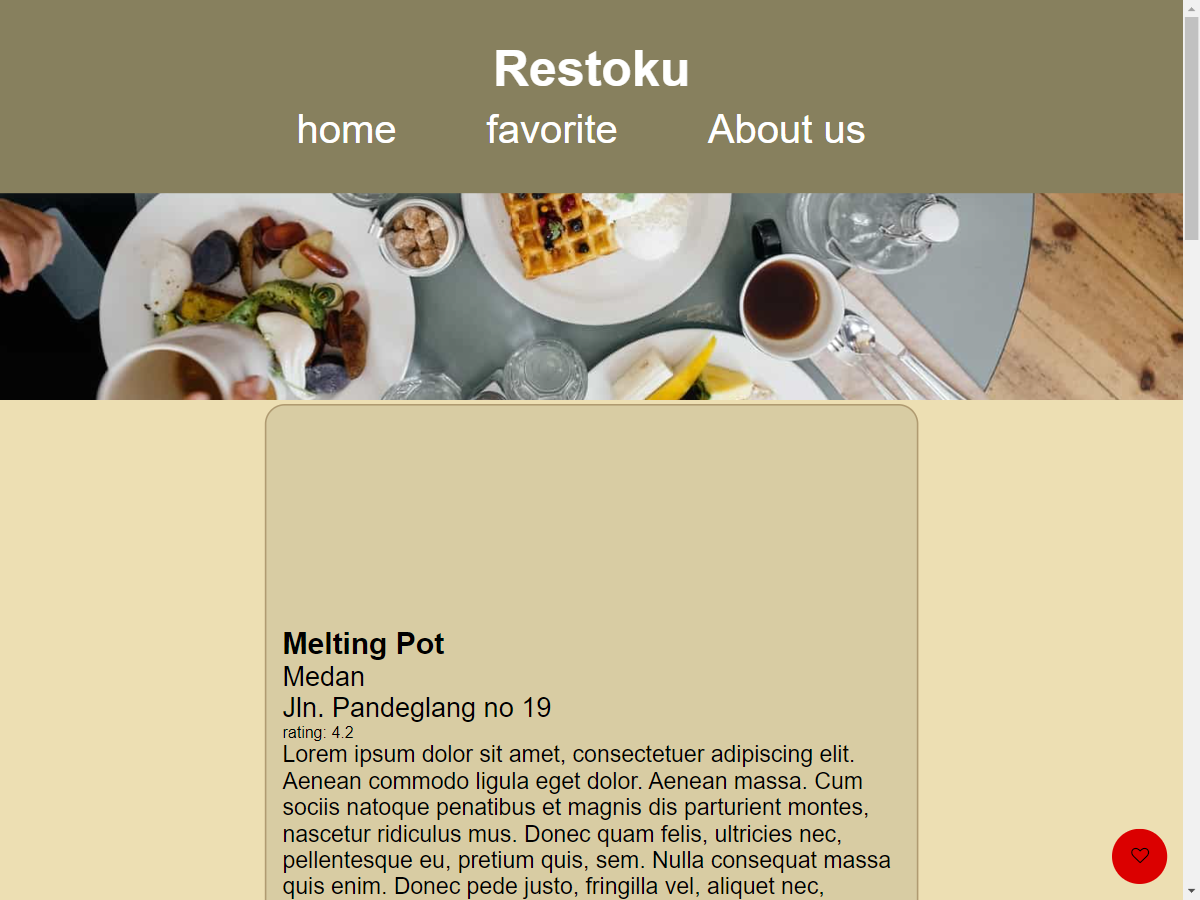 Restoku
home favorite About us
Melting Pot
Medan
Jln. Pandeglang no 19
rating: 4.2
Lorem ipsum dolor sit amet, consectetuer adipiscing elit.
Aenean commodo ligula eget dolor. Aenean massa. Cum
sociis natoque penatibus et magnis dis parturient montes,
nascetur ridiculus mus. Donec quam felis, ultricies nec,
pellentesque eu, pretium quis, sem. Nulla consequat massa
quis enim. Donec pede justo, fringilla vel, aliquet nec,